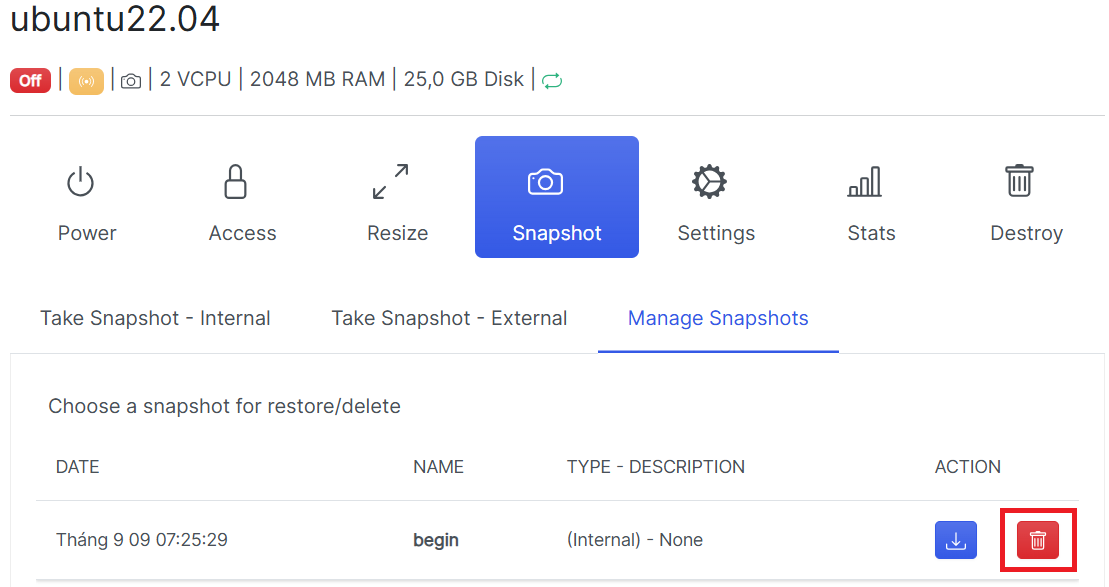 ubuntu22.04
Off | | | 2 VCPU | 2048 MB RAM | 25,0 GB Disk |
Power Access Resize Snapshot Settings Stats Destroy
Take Snapshot - Internal Take Snapshot - External Manage Snapshots
Choose a snapshot for restore/delete
DATE NAME TYPE - DESCRIPTION ACTION
Tháng 9 09 07:25:29 begin (Internal) - None